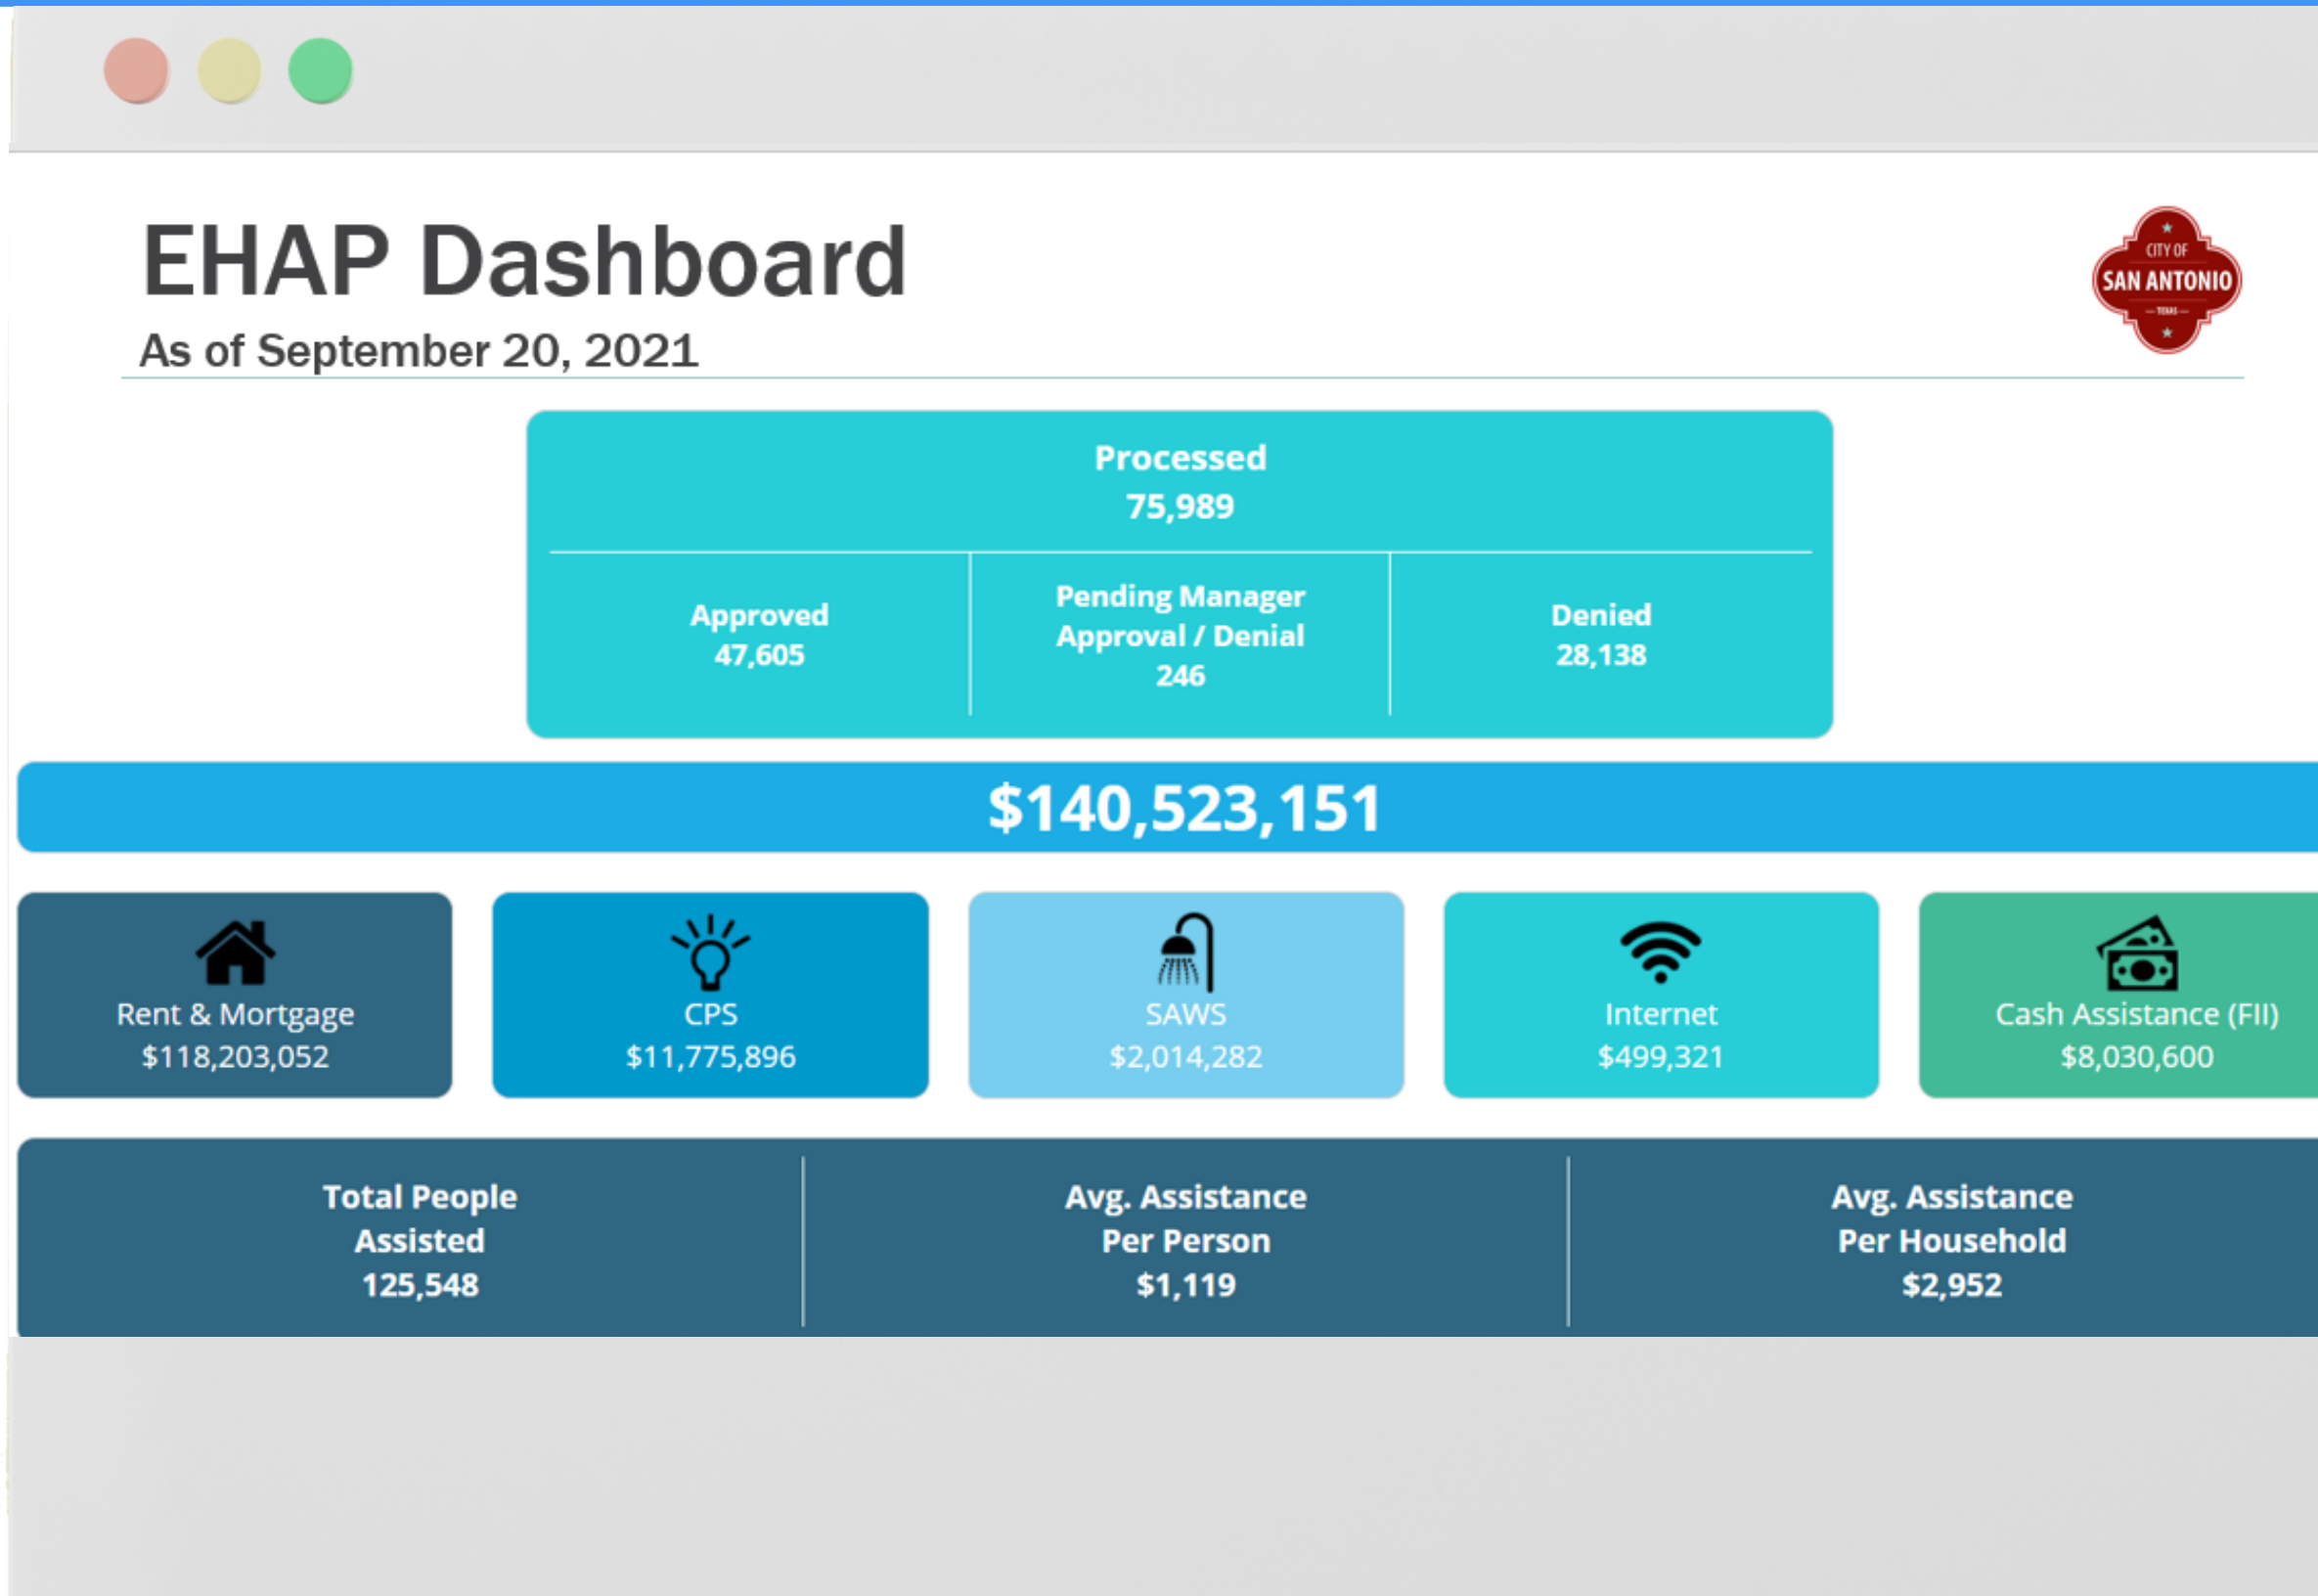 EHAP Dashboard
As of September 20, 2021
CITY OF
SAN ANTONIO
TEXAS
Processed
75,989
Approved
47,605
Pending Manager
Approval / Denial
246
Denied
28,138
$140,523,151
Rent & Mortgage
$118,203,052
CPS
$11,775,896
SAWS
$2,014,282
Internet
$499,321
Cash Assistance (FII)
$8,030,600
Total People
Assisted
125,548
Avg. Assistance
Per Person
$1,119
Avg. Assistance
Per Household
$2,952